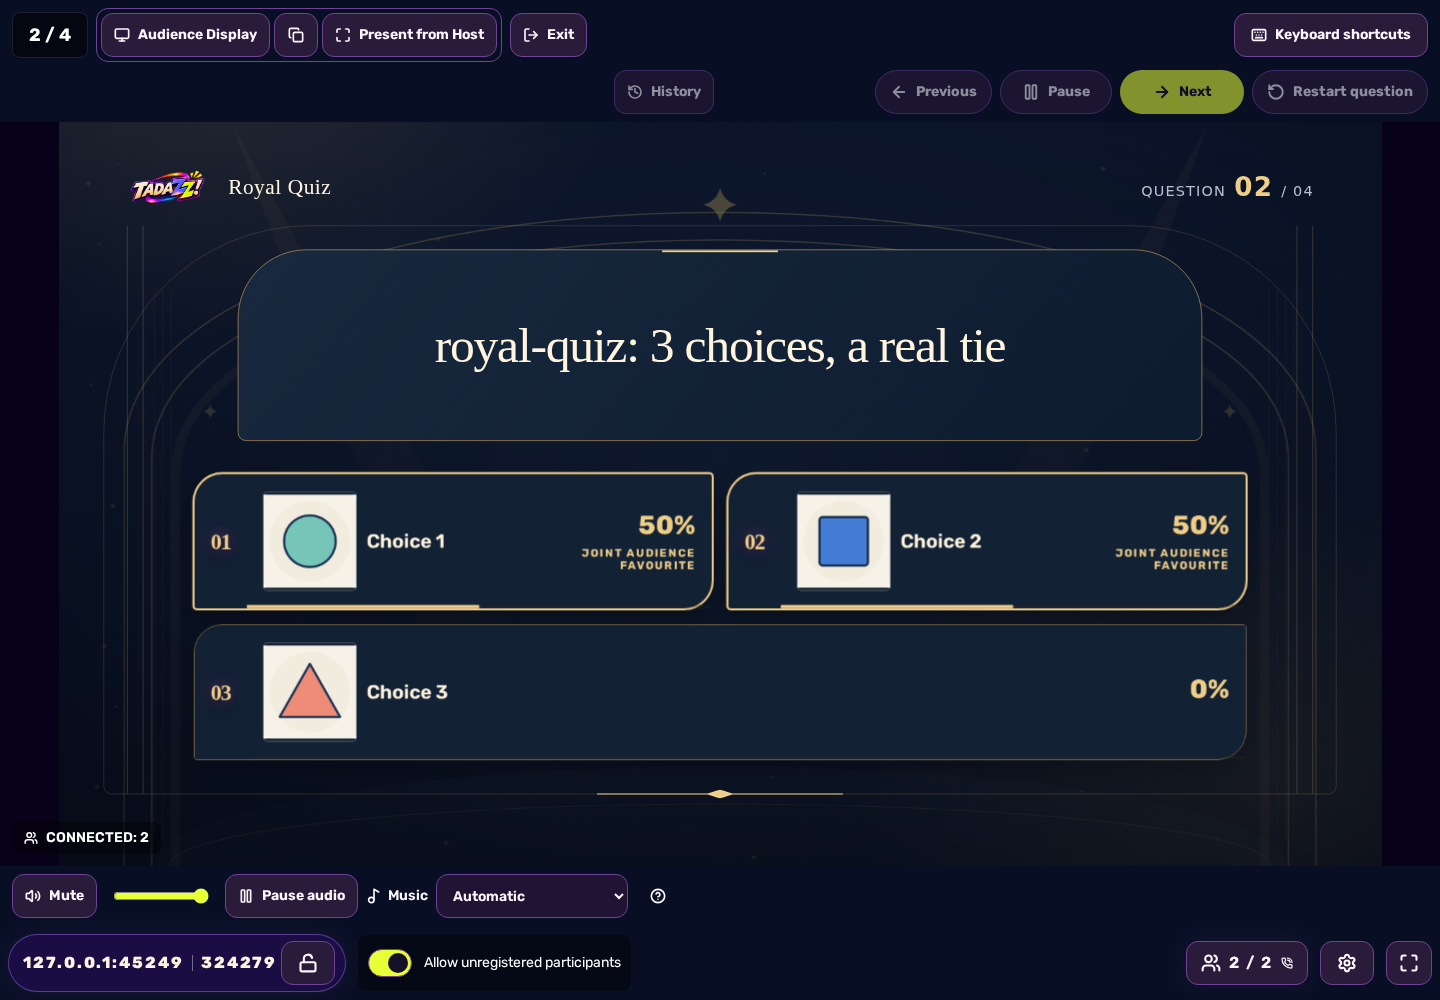 2 / 4
Audience Display
Present from Host
Exit
Keyboard shortcuts
History
Previous
Pause
Next
Restart question
TADAZZ!
Royal Quiz
QUESTION 02 / 04
royal-quiz: 3 choices, a real tie
01
Choice 1
50%
JOINT AUDIENCE
FAVOURITE
02
Choice 2
50%
JOINT AUDIENCE
FAVOURITE
03
Choice 3
0%
CONNECTED: 2
Mute
Pause audio
Music
Automatic
127.0.0.1:45249
324279
Allow unregistered participants
2 / 2